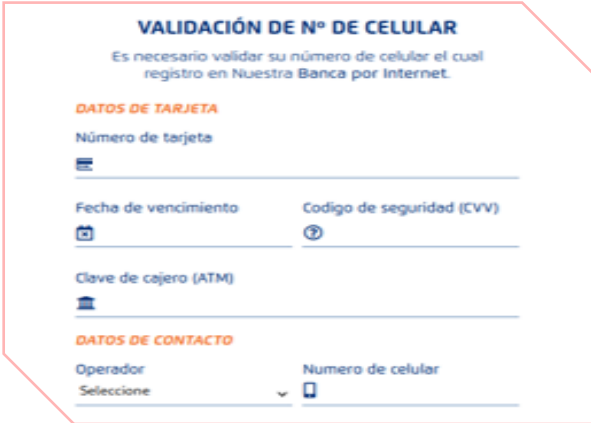 VALIDACIÓN DE Nº DE CELULAR
Es necesario validar su número de celular el cual
registro en Nuestra Banca por Internet.
DATOS DE TARJETA
Número de tarjeta
Fecha de vencimiento
Codigo de seguridad (CVV)
Clave de cajero (ATM)
DATOS DE CONTACTO
Operador
Numero de celular
Seleccione